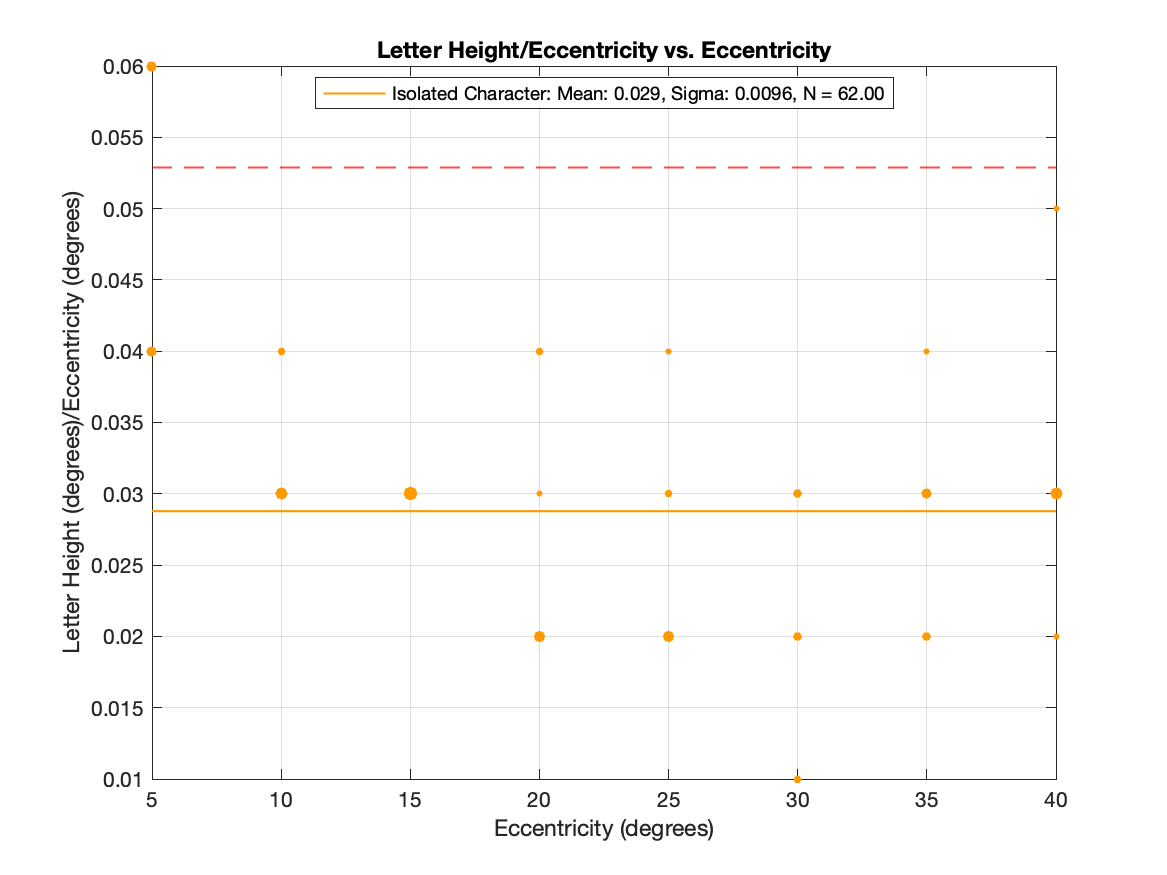 Letter Height/Eccentricity vs. Eccentricity
Isolated Character: Mean: 0.029, Sigma: 0.0096, N = 62.00
Letter Height (degrees)/Eccentricity (degrees)
0.06
0.055
0.05
0.045
0.04
0.035
0.03
0.025
0.02
0.015
0.01
5 10 15 20 25 30 35 40
Eccentricity (degrees)